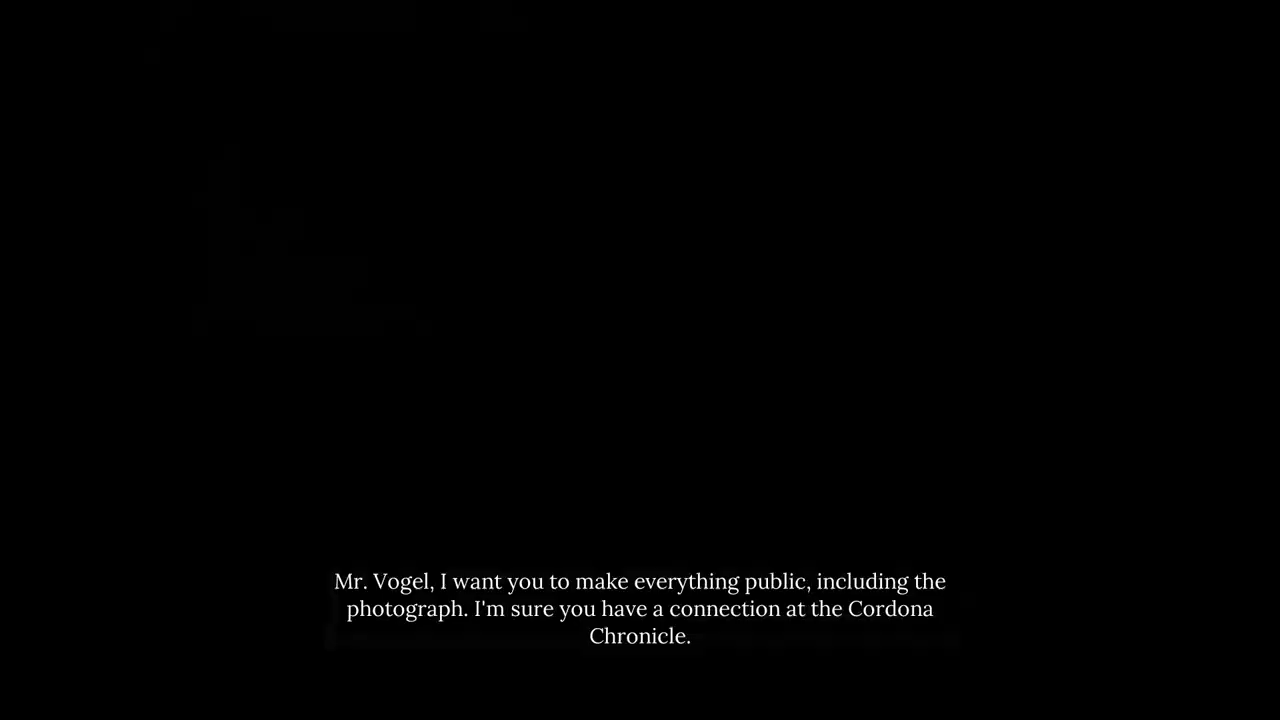 Mr. Vogel, I want you to make everything public, including the
photograph. I'm sure you have a connection at the Cordona
Chronicle.